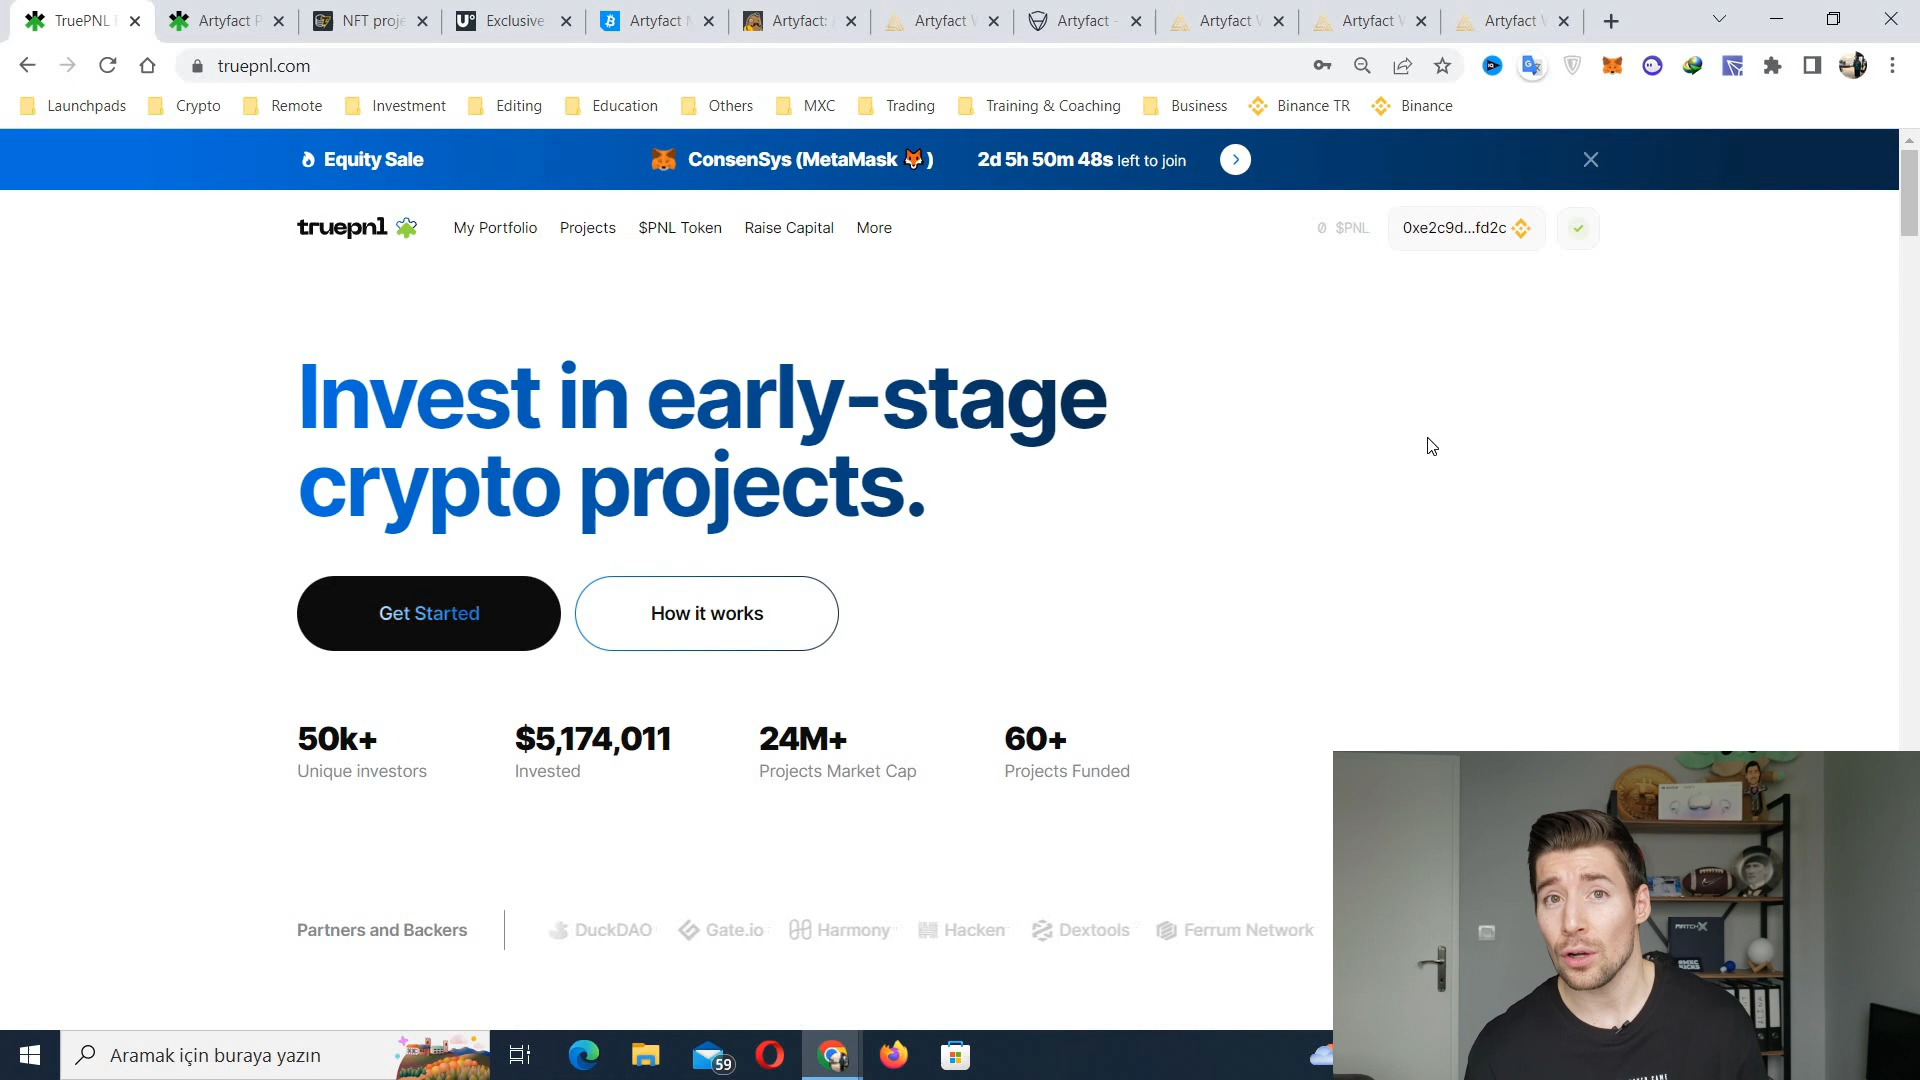 TruePNL
Artyfact
NFT proje
Exclusive
Artyfact
Artyfact:
Artyfact
Artyfact -
Artyfact
Artyfact
Artyfact
truepnl.com
Launchpads
Crypto
Remote
Investment
Editing
Education
Others
MXC
Trading
Training & Coaching
Business
Binance TR
Binance
Equity Sale
ConsenSys (MetaMask 🦊)
2d 5h 50m 48s left to join
truepnl
My Portfolio
Projects
$PNL Token
Raise Capital
More
0 $PNL
0xe2c9d...fd2c
Invest in early-stage
crypto projects.
Get Started
How it works
50k+
Unique investors
$5,174,011
Invested
24M+
Projects Market Cap
60+
Projects Funded
Partners and Backers
DuckDAO
Gate.io
Harmony
Hacken
Dextools
Ferrum Network
MATCHX
Aramak için buraya yazın
59